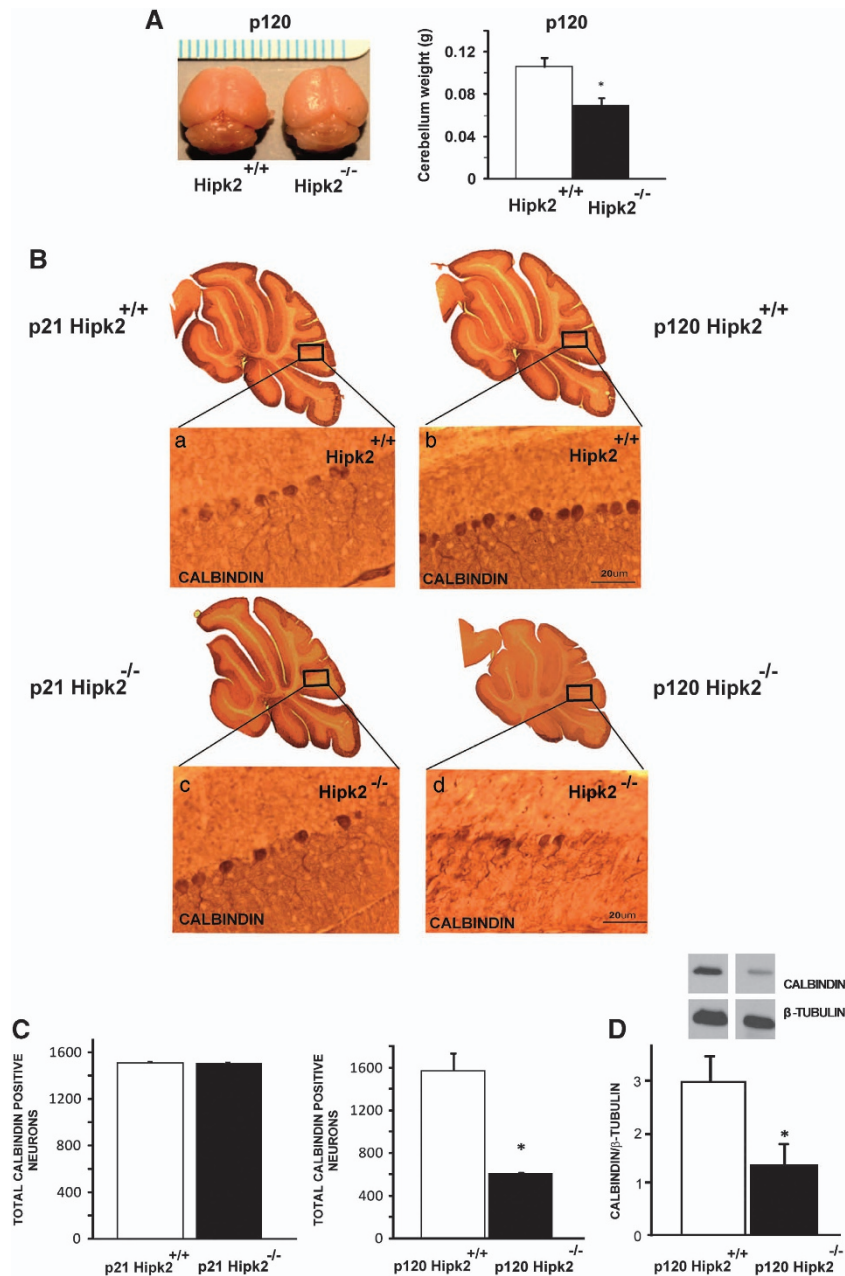 A
p120
Hipk2 +/+
Hipk2 -/-
p120
Cerebellum weight (g)
0.12
0.08
0.04
0
*
Hipk2 +/+
Hipk2 -/-
B
p21 Hipk2 +/+
p120 Hipk2 +/+
a
Hipk2 +/+
CALBINDIN
b
Hipk2 +/+
CALBINDIN
20um
p21 Hipk2 -/-
p120 Hipk2 -/-
c
Hipk2 -/-
CALBINDIN
d
Hipk2 -/-
CALBINDIN
20um
C
TOTAL CALBINDIN POSITIVE
NEURONS
1600
1200
800
400
0
p21 Hipk2 +/+
p21 Hipk2 -/-
TOTAL CALBINDIN POSITIVE
NEURONS
1600
1200
800
400
0
*
p120 Hipk2 +/+
p120 Hipk2 -/-
D
CALBINDIN
β-TUBULIN
CALBINDIN/β-TUBULIN
3
2
1
0
*
p120 Hipk2 +/+
p120 Hipk2 -/-